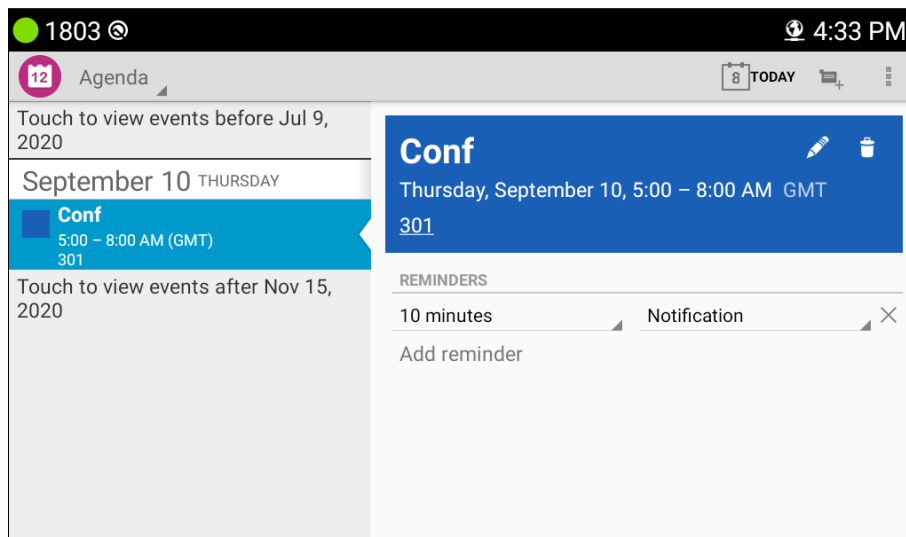 1803
4:33 PM
12
Agenda
8 TODAY
Touch to view events before Jul 9,
2020
September 10 THURSDAY
Conf
5:00 – 8:00 AM (GMT)
301
Touch to view events after Nov 15,
2020
Conf
Thursday, September 10, 5:00 – 8:00 AM GMT
301
REMINDERS
10 minutes
Notification
Add reminder